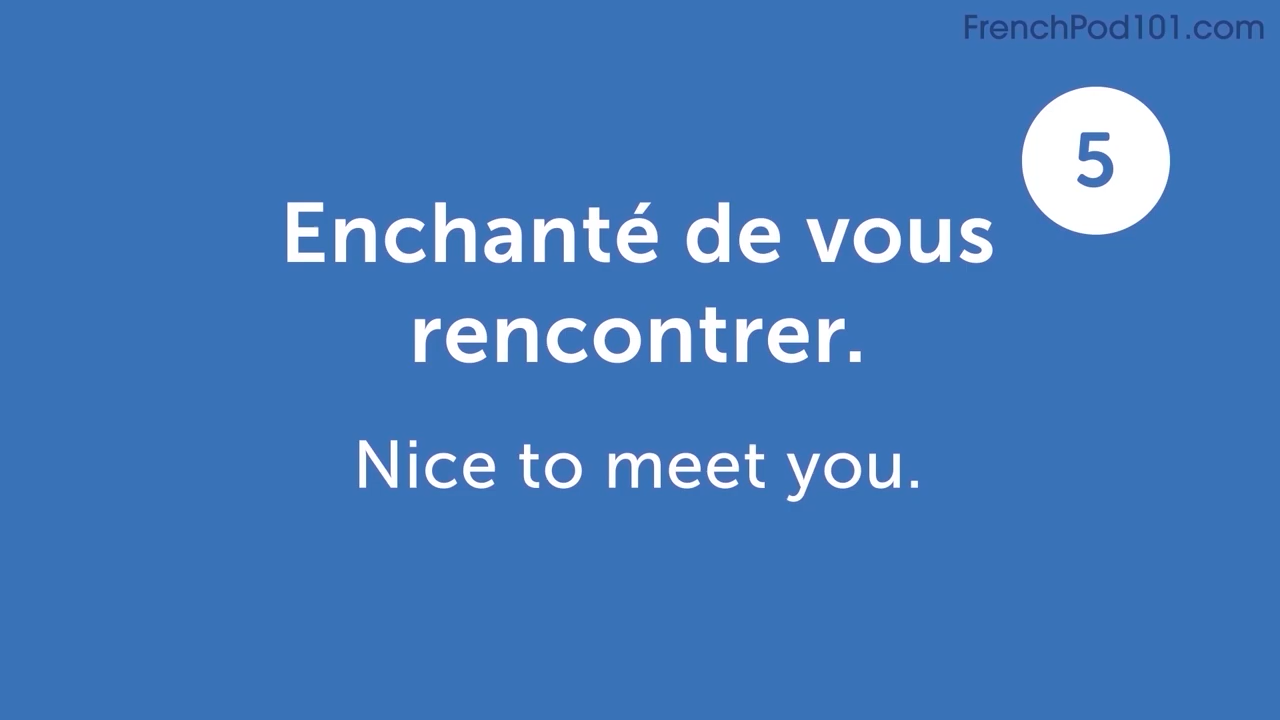 FrenchPod101.com
5
Enchanté de vous
rencontrer.
Nice to meet you.